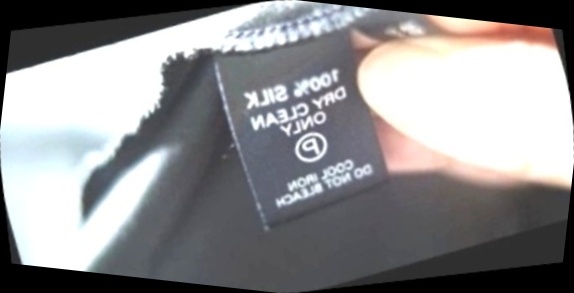 100% SILK
DRY CLEAN
ONLY
P
COOL IRON
DO NOT BLEACH